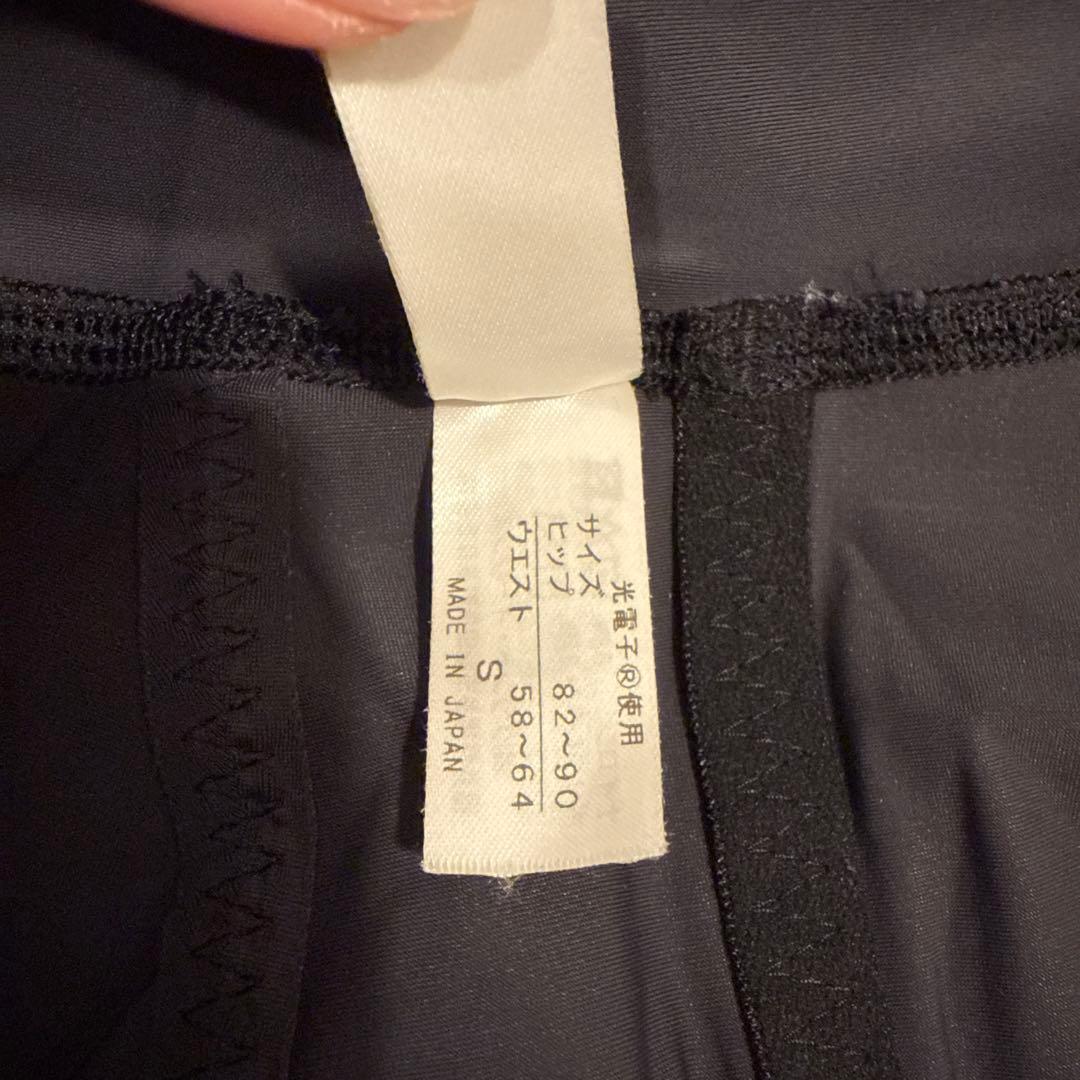 光電子®使用
サイズ
ヒップ 82〜90
ウエスト 58〜64
S
MADE IN JAPAN